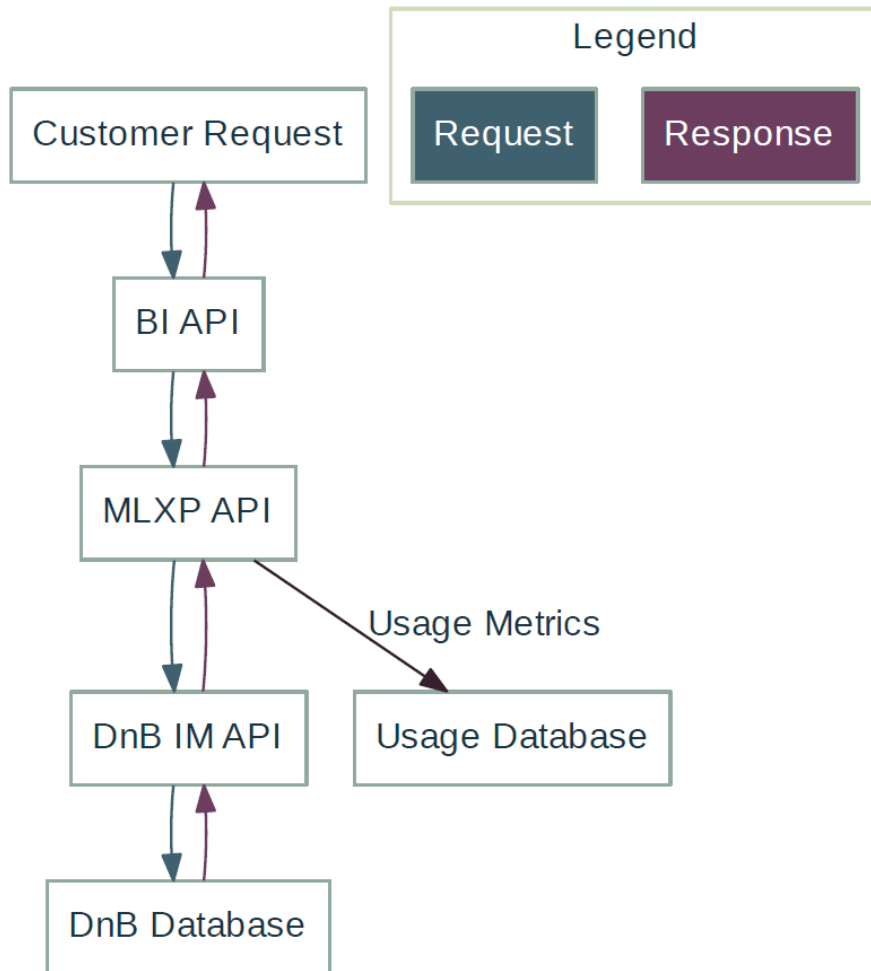 Legend
Customer Request
Request
Response
BI API
MLXP API
Usage Metrics
DnB IM API
Usage Database
DnB Database